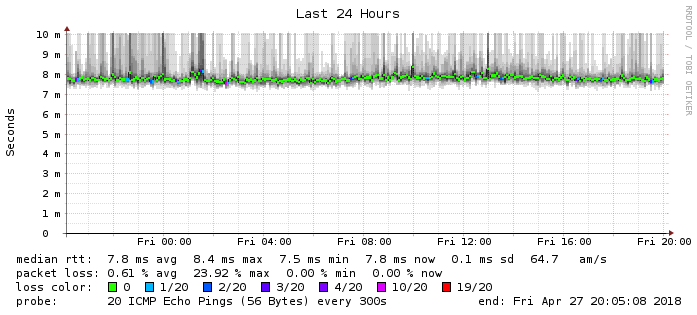 Last 24 Hours
RRDTOOL / TOBI OETIKER
Seconds
10 m
9 m
8 m
7 m
6 m
5 m
4 m
3 m
2 m
1 m
0
Fri 00:00 Fri 04:00 Fri 08:00 Fri 12:00 Fri 16:00 Fri 20:00
median rtt: 7.8 ms avg 8.4 ms max 7.5 ms min 7.8 ms now 0.1 ms sd 64.7 am/s
packet loss: 0.61 % avg 23.92 % max 0.00 % min 0.00 % now
loss color: 0 1/20 2/20 3/20 4/20 10/20 19/20
probe: 20 ICMP Echo Pings (56 Bytes) every 300s end: Fri Apr 27 20:05:08 2018